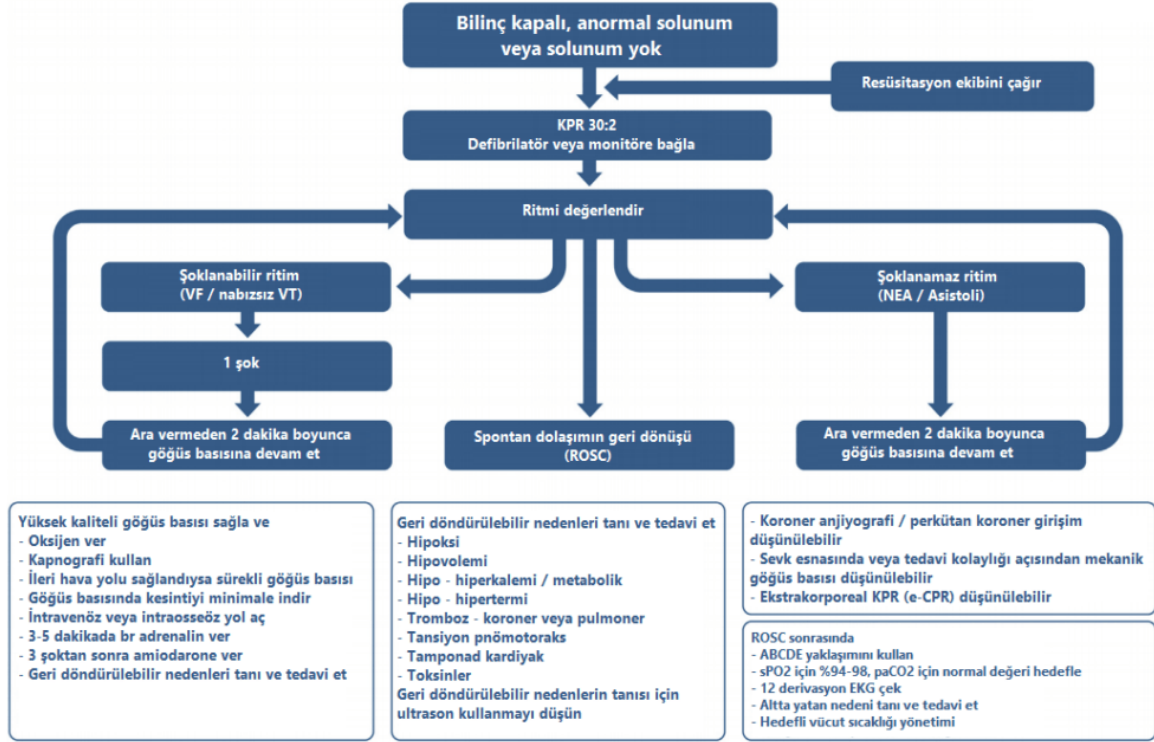 Bilinç kapalı, anormal solunum
veya solunum yok
Resüsitasyon ekibini çağır
KPR 30:2
Defibrilatör veya monitöre bağla
Ritmi değerlendir
Şoklanabilir ritim
(VF / nabızsız VT)
Şoklanamaz ritim
(NEA / Asistoli)
1 şok
Ara vermeden 2 dakika boyunca
göğüs basısına devam et
Spontan dolaşımın geri dönüşü
(ROSC)
Ara vermeden 2 dakika boyunca
göğüs basısına devam et
Yüksek kaliteli göğüs basısı sağla ve
- Oksijen ver
- Kapnografi kullan
- İleri hava yolu sağlandıysa sürekli göğüs basısı
- Göğüs basısında kesintiyi minimale indir
- İntravenöz veya intraosseöz yol aç
- 3-5 dakikada br adrenalin ver
- 3 şoktan sonra amiodarone ver
- Geri döndürülebilir nedenleri tanı ve tedavi et
Geri döndürülebilir nedenleri tanı ve tedavi et
- Hipoksi
- Hipovolemi
- Hipo - hiperkalemi / metabolik
- Hipo - hipertermi
- Tromboz - koroner veya pulmoner
- Tansiyon pnömotoraks
- Tamponad kardiyak
- Toksinler
Geri döndürülebilir nedenlerin tanısı için
ultrason kullanmayı düşün
- Koroner anjiyografi / perkütan koroner girişim
düşünülebilir
- Sevk esnasında veya tedavi kolaylığı açısından mekanik
göğüs basısı düşünülebilir
- Ekstrakorporeal KPR (e-CPR) düşünülebilir
ROSC sonrasında
- ABCDE yaklaşımını kullan
- sPO2 için %94-98, paCO2 için normal değeri hedefle
- 12 derivasyon EKG çek
- Altta yatan nedeni tanı ve tedavi et
- Hedefli vücut sıcaklığı yönetimi